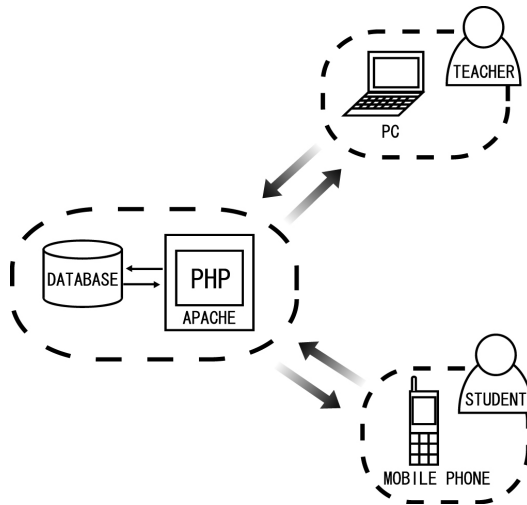 TEACHER
PC
DATABASE
PHP
APACHE
STUDENT
MOBILE PHONE